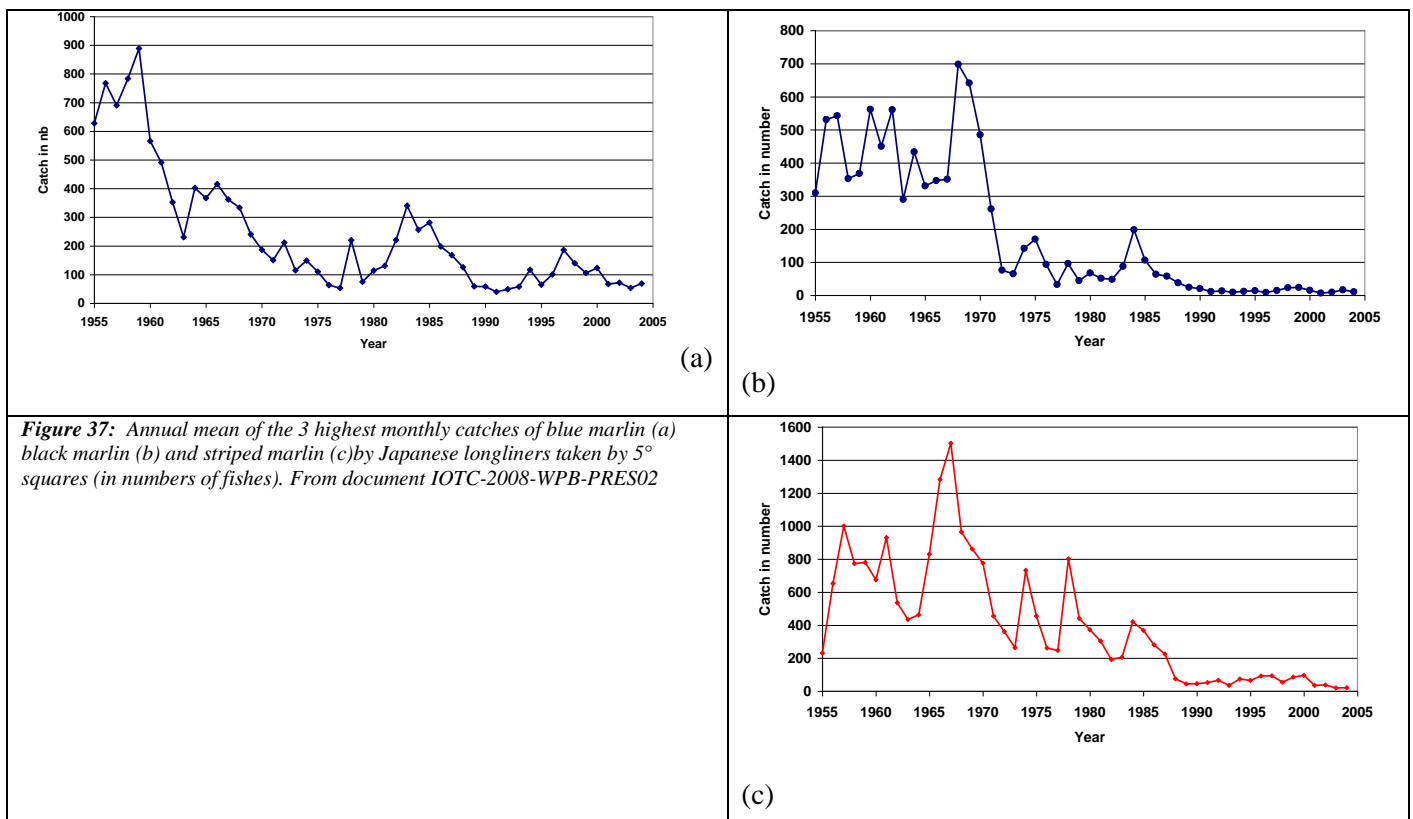 1000
900
800
700
600
500
400
300
200
100
0
Catch in nb
1955 1960 1965 1970 1975 1980 1985 1990 1995 2000 2005
Year
(a)
800
700
600
500
400
300
200
100
0
Catch in number
1955 1960 1965 1970 1975 1980 1985 1990 1995 2000 2005
Year
(b)
Figure 37: Annual mean of the 3 highest monthly catches of blue marlin (a)
black marlin (b) and striped marlin (c)by Japanese longliners taken by 5°
squares (in numbers of fishes). From document IOTC-2008-WPB-PRES02
1600
1400
1200
1000
800
600
400
200
0
Catch in number
1955 1960 1965 1970 1975 1980 1985 1990 1995 2000 2005
Year
(c)